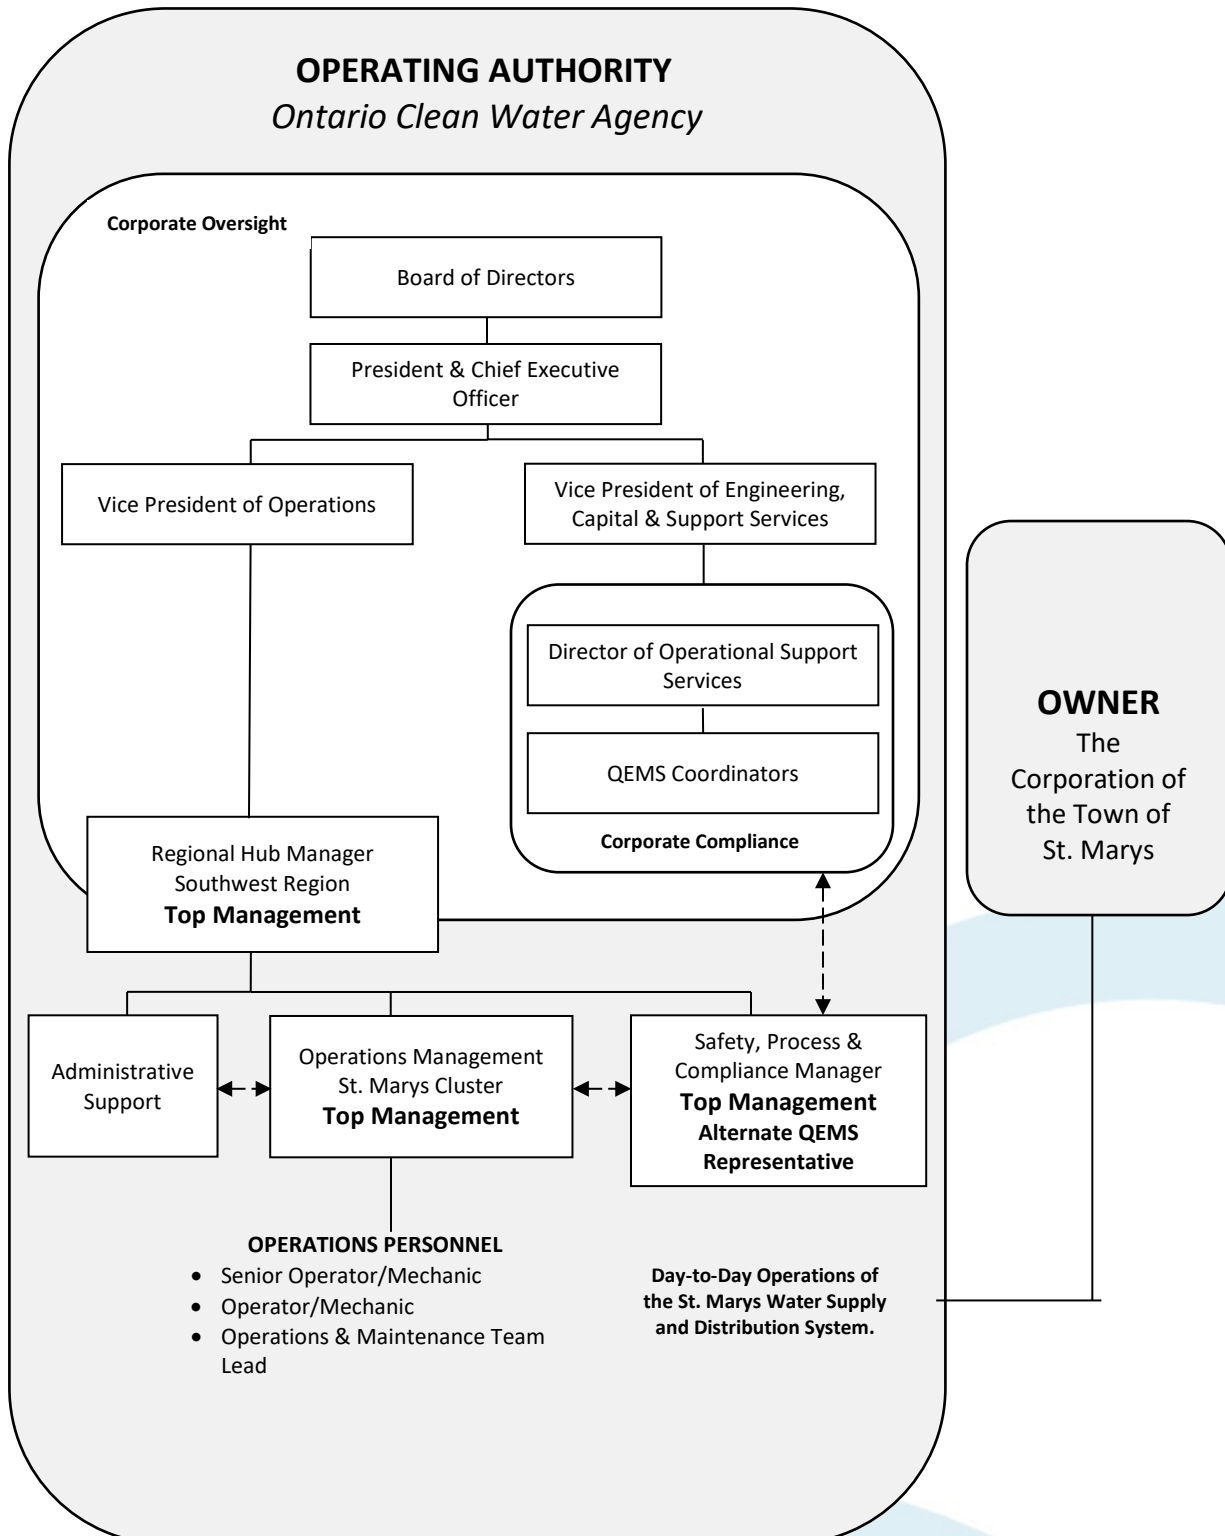 OPERATING AUTHORITY
Ontario Clean Water Agency
Corporate Oversight
Board of Directors
President & Chief Executive
Officer
Vice President of Operations
Vice President of Engineering,
Capital & Support Services
Director of Operational Support
Services
QEMS Coordinators
Corporate Compliance
Regional Hub Manager
Southwest Region
Top Management
Administrative
Support
Operations Management
St. Marys Cluster
Top Management
Safety, Process &
Compliance Manager
Top Management
Alternate QEMS
Representative
OPERATIONS PERSONNEL
• Senior Operator/Mechanic
• Operator/Mechanic
• Operations & Maintenance Team
Lead
Day-to-Day Operations of
the St. Marys Water Supply
and Distribution System.
OWNER
The
Corporation of
the Town of
St. Marys